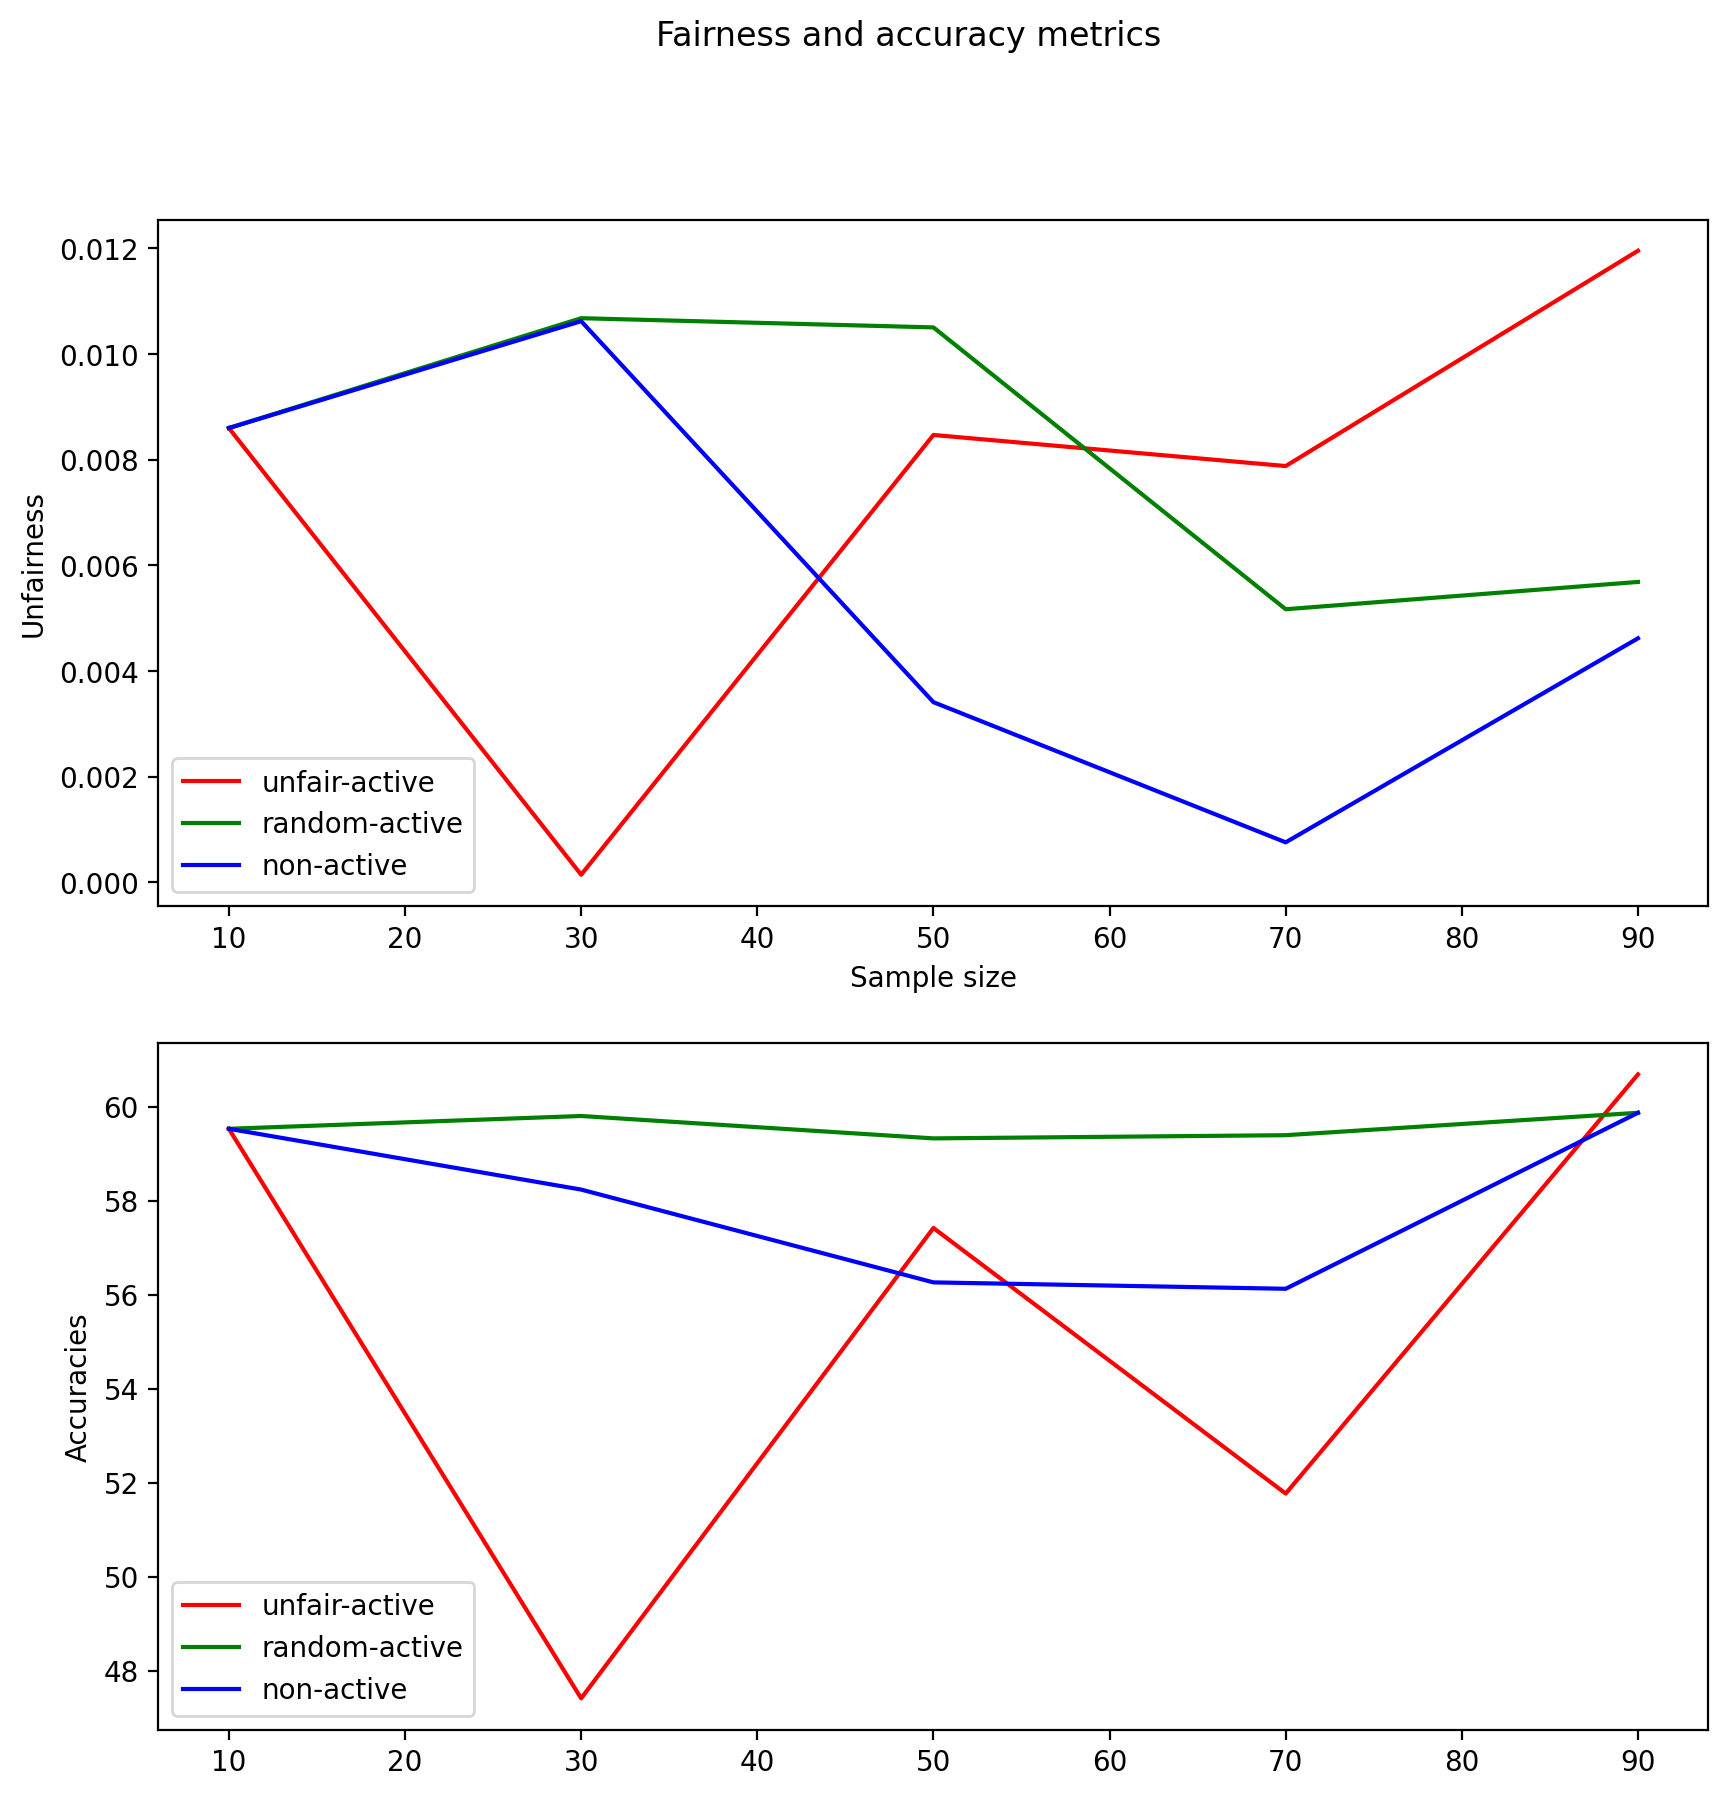 Fairness and accuracy metrics
0.012
0.010
0.008
0.006
0.004
0.002
0.000
Unfairness
unfair-active
random-active
non-active
10 20 30 40 50 60 70 80 90
Sample size
60
58
56
54
52
50
48
Accuracies
unfair-active
random-active
non-active
10 20 30 40 50 60 70 80 90